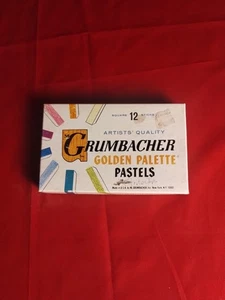 12
ARTISTS' QUALITY
GRUMBACHER
GOLDEN PALETTE
PASTELS